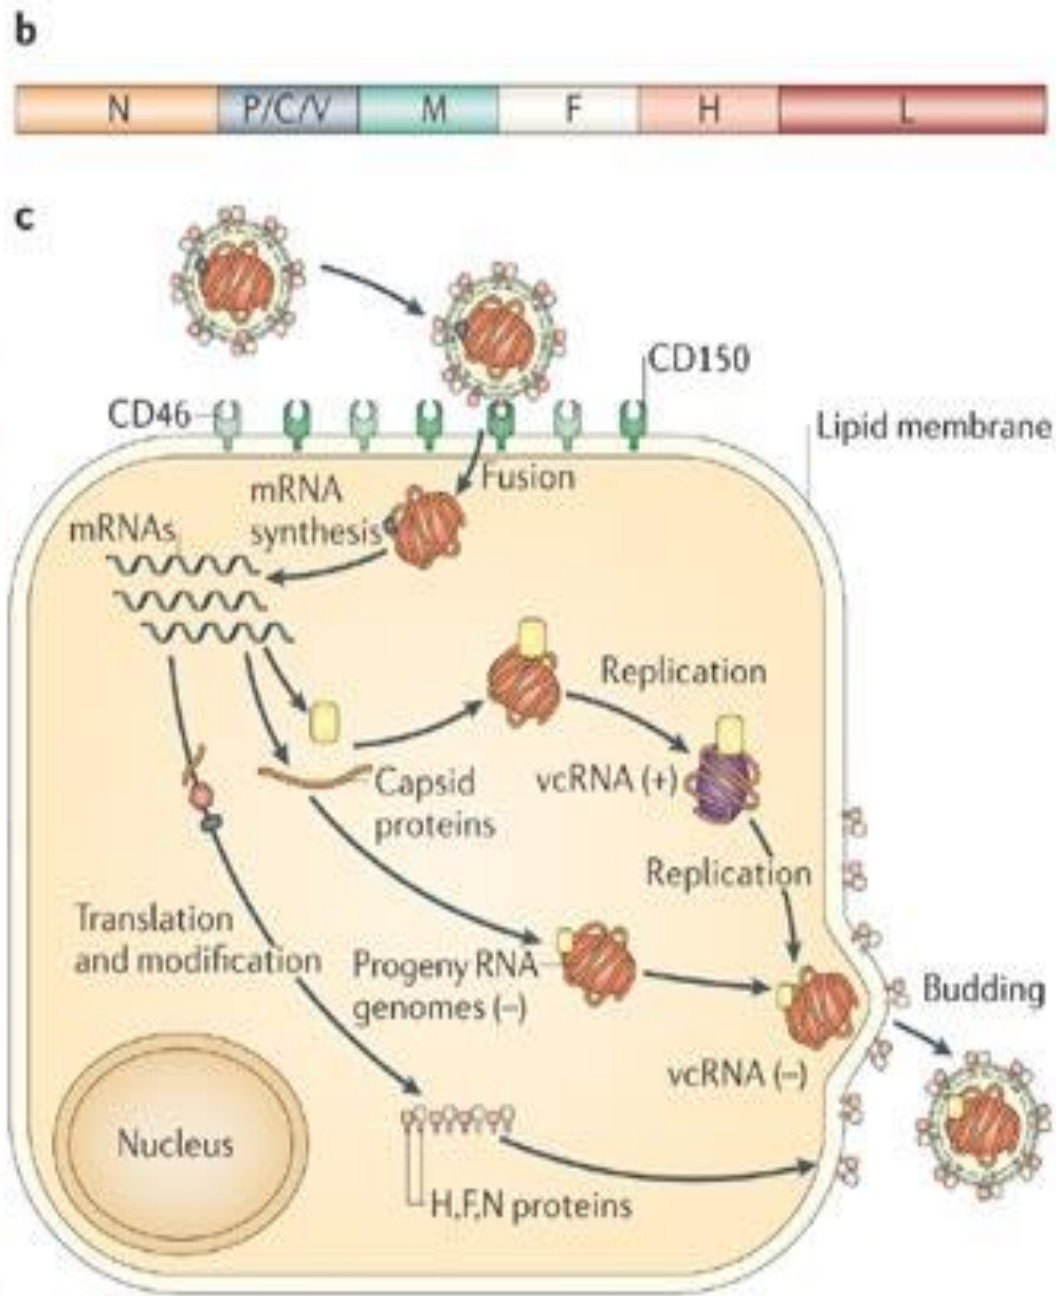 b
N P/C/V M F H L
c
CD150
CD46
Lipid membrane
Fusion
mRNA
synthesis
mRNAs
Replication
vcRNA (+)
Capsid
proteins
Replication
Translation
and modification
Progeny RNA
genomes (–)
Budding
vcRNA (–)
Nucleus
H,F,N proteins